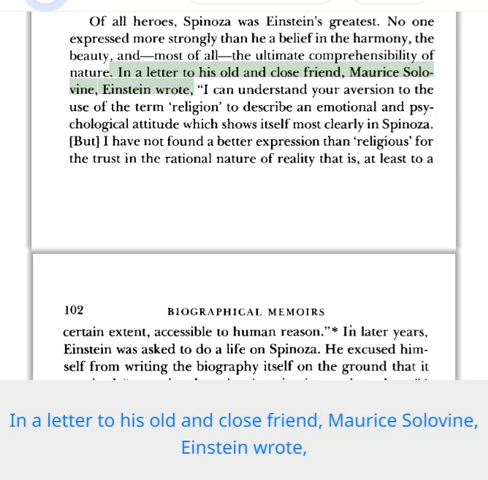 Of all heroes, Spinoza was Einstein's greatest. No one
expressed more strongly than he a belief in the harmony, the
beauty, and—most of all—the ultimate comprehensibility of
nature. In a letter to his old and close friend, Maurice Solo-
vine, Einstein wrote, “I can understand your aversion to the
use of the term ‘religion’ to describe an emotional and psy-
chological attitude which shows itself most clearly in Spinoza.
[But] I have not found a better expression than ‘religious’ for
the trust in the rational nature of reality that is, at least to a
102 BIOGRAPHICAL MEMOIRS
certain extent, accessible to human reason.”* In later years,
Einstein was asked to do a life on Spinoza. He excused him-
self from writing the biography itself on the ground that it
In a letter to his old and close friend, Maurice Solovine,
Einstein wrote,